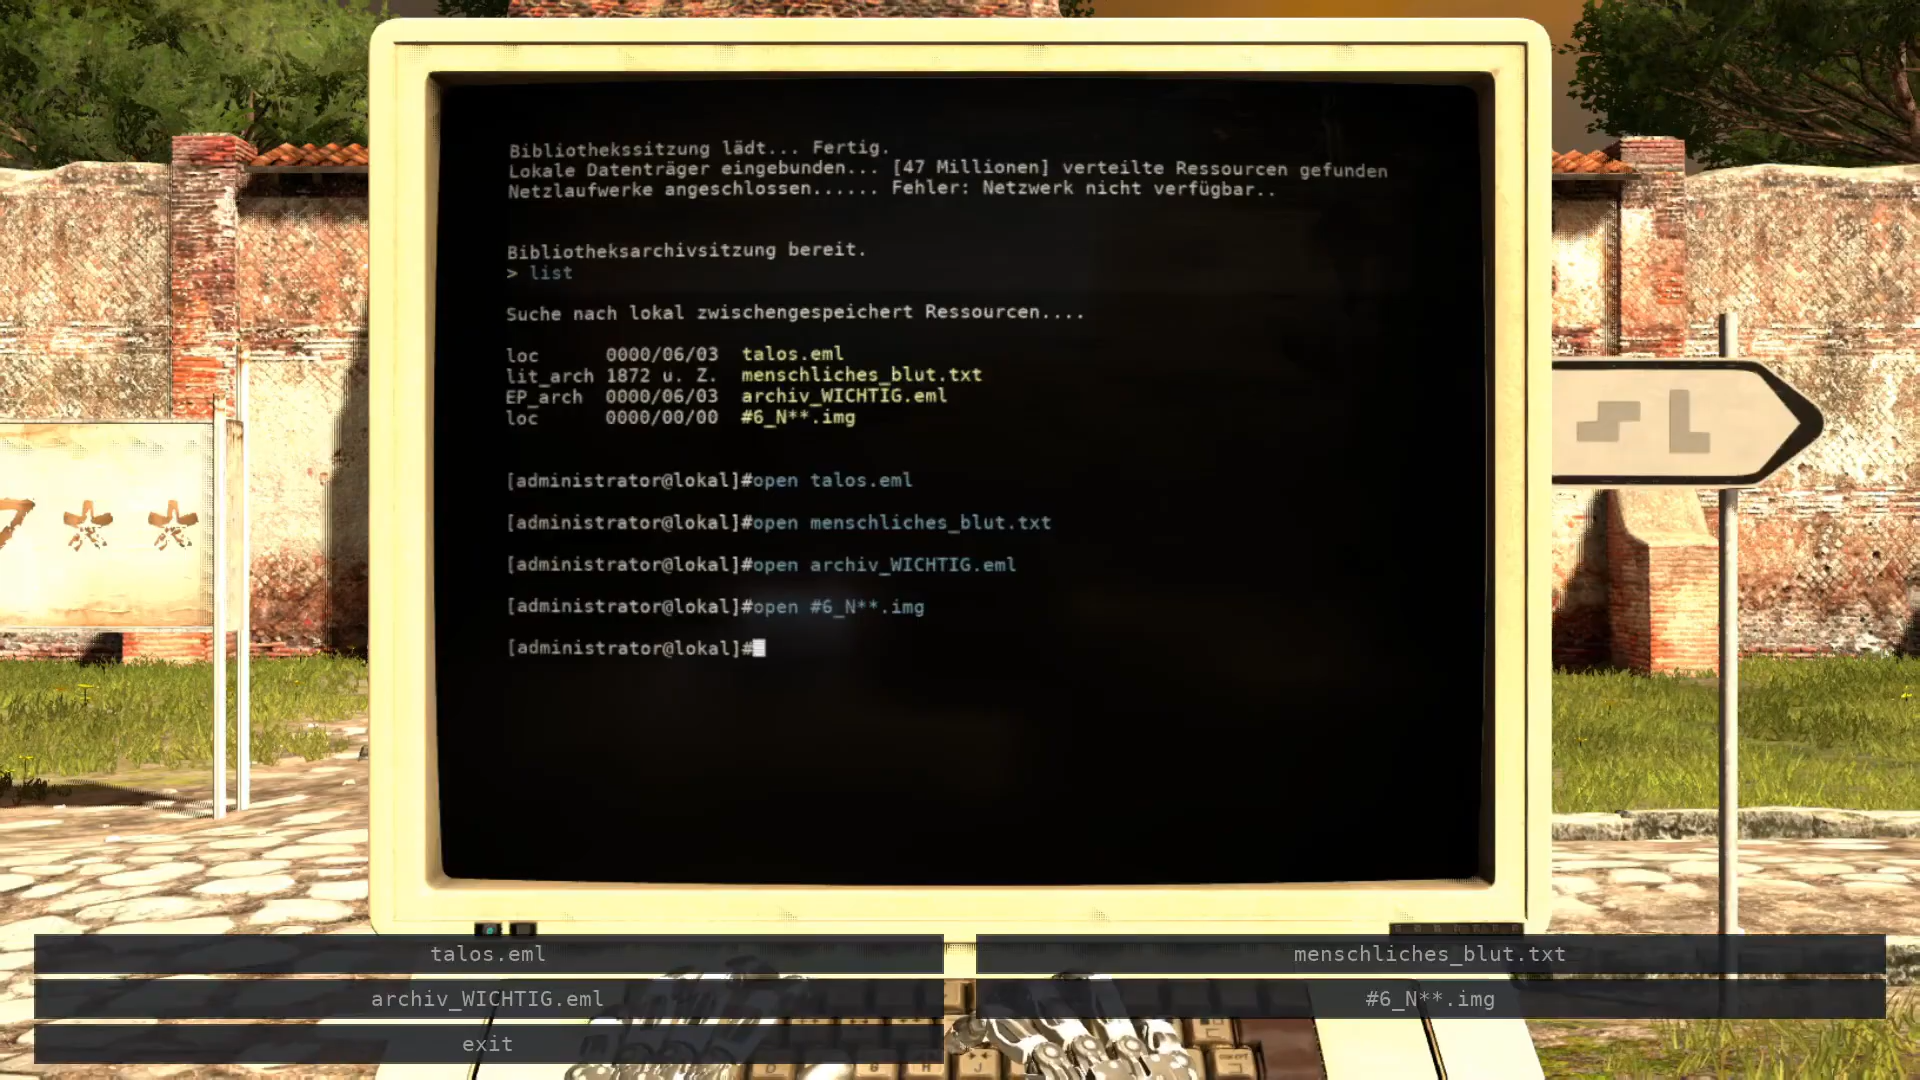 Bibliothekssitzung lädt... Fertig.
Lokale Datenträger eingebunden... [47 Millionen] verteilte Ressourcen gefunden
Netzlaufwerke angeschlossen...... Fehler: Netzwerk nicht verfügbar..
Bibliotheksarchivsitzung bereit.
> list
Suche nach lokal zwischengespeichert Ressourcen....
loc 0000/06/03 talos.eml
lit_arch 1872 u. Z. menschliches_blut.txt
EP_arch 0000/06/03 archiv_WICHTIG.eml
loc 0000/00/00 #6_N**.img
[administrator@lokal]#open talos.eml
[administrator@lokal]#open menschliches_blut.txt
[administrator@lokal]#open archiv_WICHTIG.eml
[administrator@lokal]#open #6_N**.img
[administrator@lokal]#
7**
talos.eml
menschliches_blut.txt
archiv_WICHTIG.eml
#6_N**.img
exit